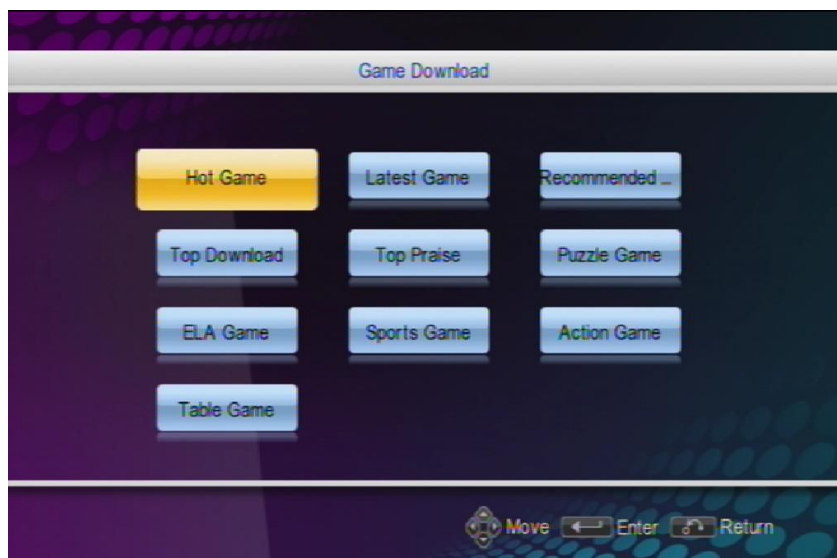 Game Download
Hot Game
Latest Game
Recommended ...
Top Download
Top Praise
Puzzle Game
ELA Game
Sports Game
Action Game
Table Game
Move Enter Return